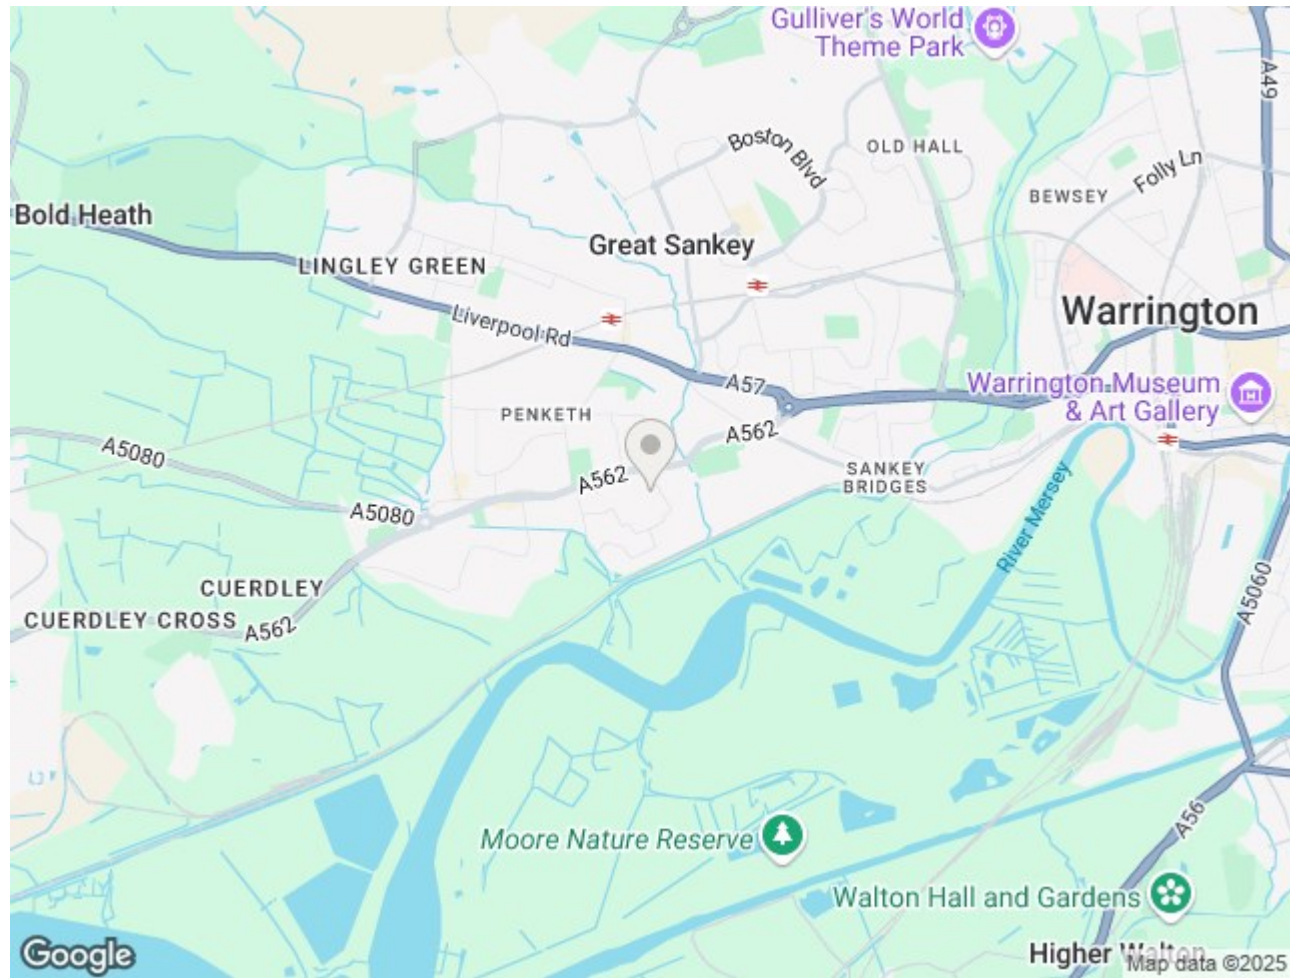 Gulliver's World
Theme Park
A49
Boston Blvd
OLD HALL
Folly Ln
BEWSEY
Bold Heath
Great Sankey
LINGLEY GREEN
Warrington
Liverpool Rd
A57
Warrington Museum
& Art Gallery
PENKETH
A562
A5080
A562
SANKEY
BRIDGES
A5080
River Mersey
CUERDLEY
A5060
CUERDLEY CROSS
A562
A56
Moore Nature Reserve
Walton Hall and Gardens
Higher Walton
Google
Map data ©2025